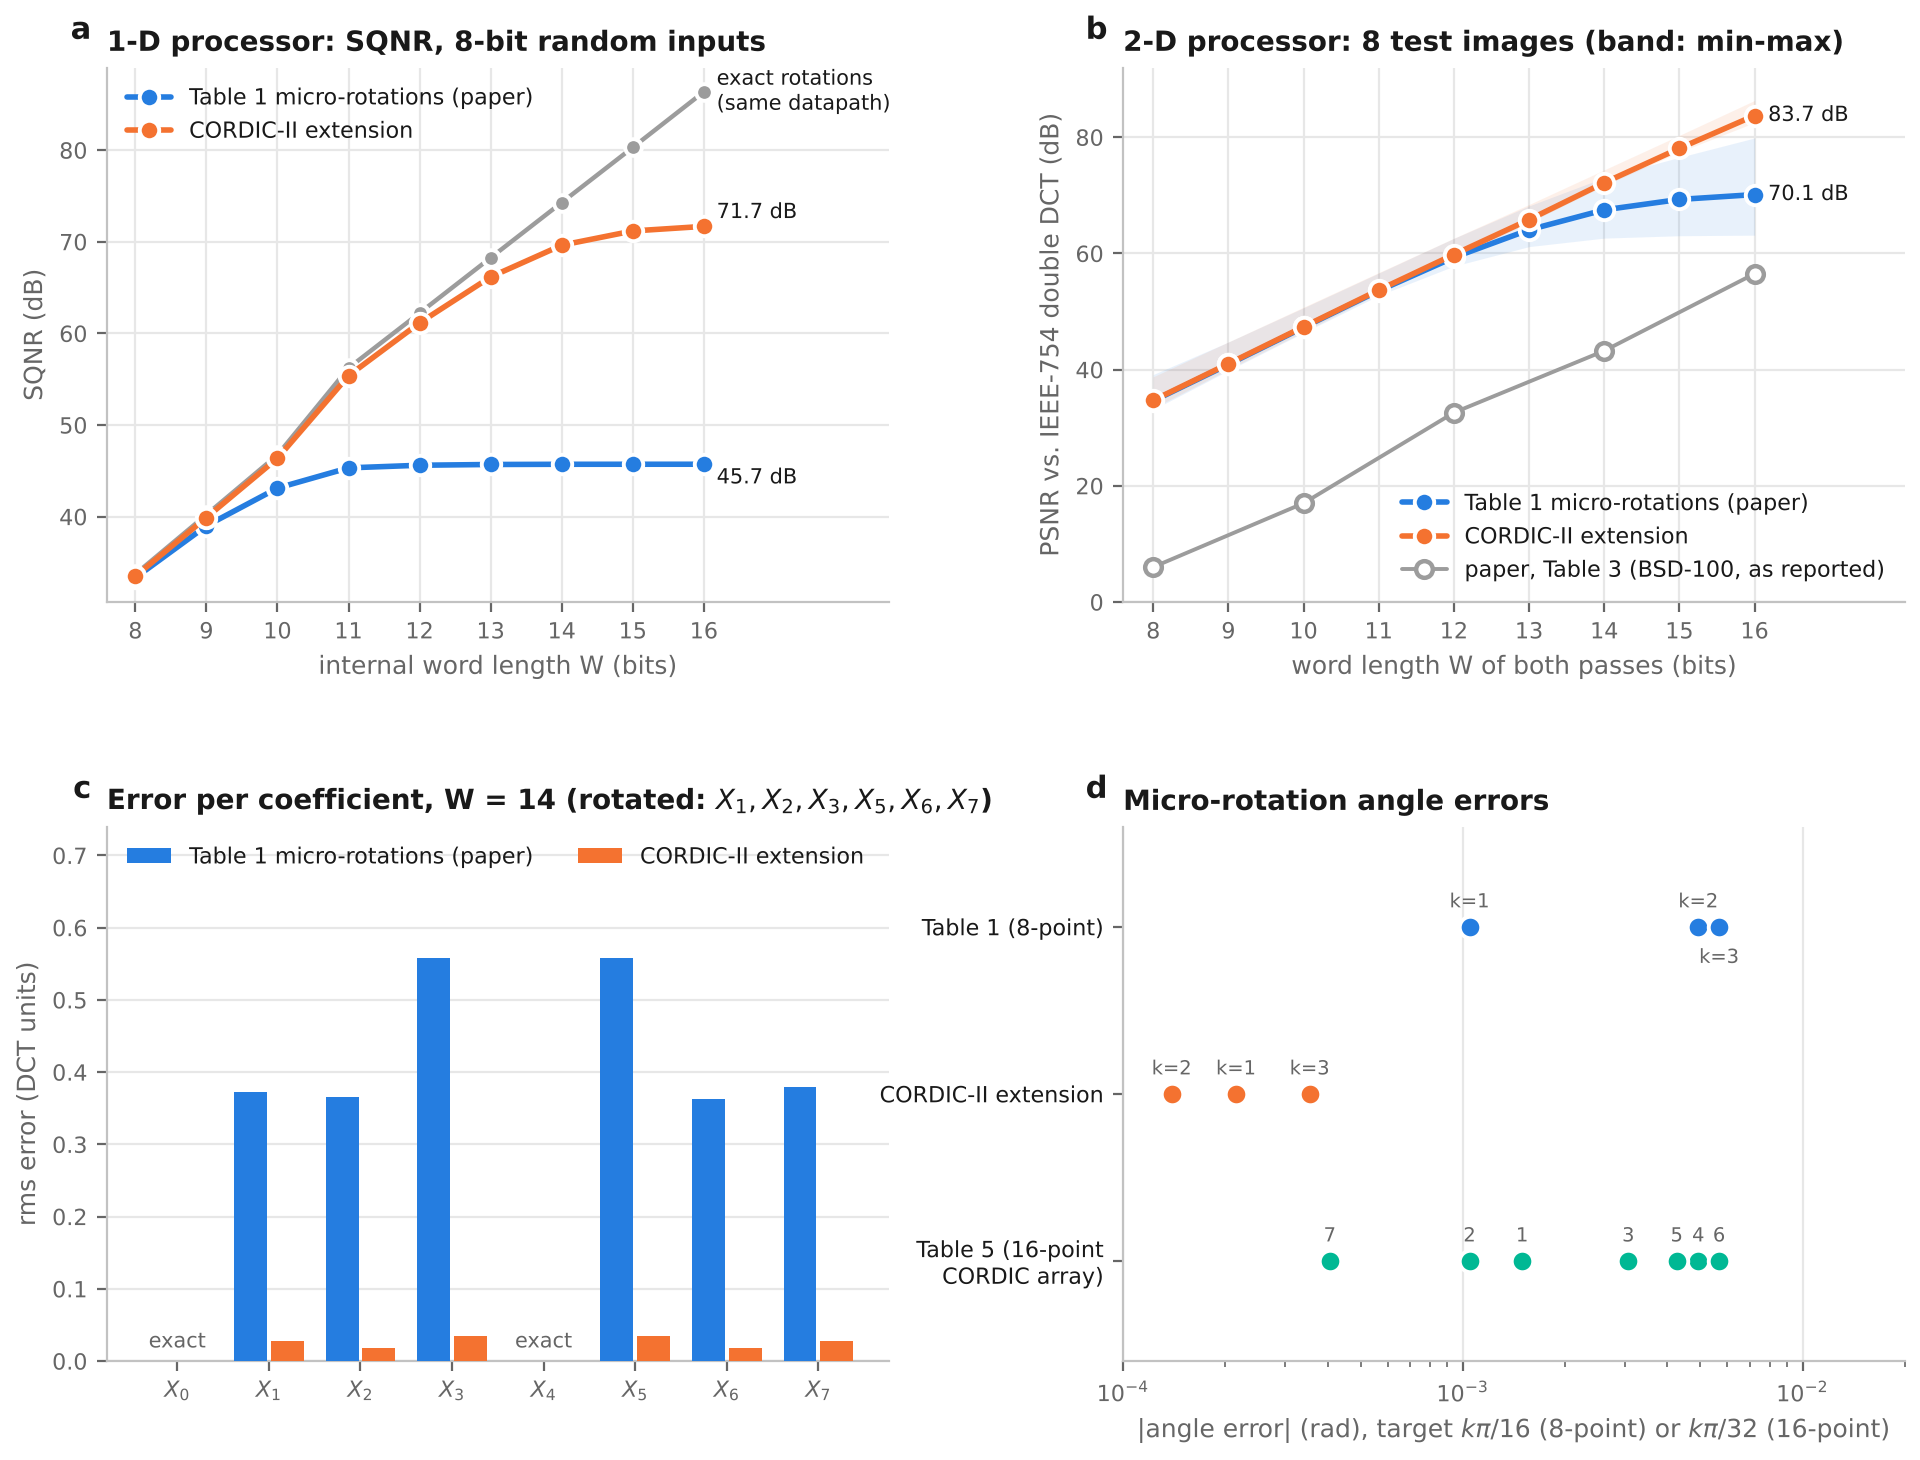 a
1-D processor: SQNR, 8-bit random inputs
Table 1 micro-rotations (paper)
CORDIC-II extension
exact rotations
(same datapath)
71.7 dB
45.7 dB
SQNR (dB)
80
70
60
50
40
8 9 10 11 12 13 14 15 16
internal word length W (bits)
b
2-D processor: 8 test images (band: min-max)
83.7 dB
70.1 dB
PSNR vs. IEEE-754 double DCT (dB)
80
60
40
20
0
Table 1 micro-rotations (paper)
CORDIC-II extension
paper, Table 3 (BSD-100, as reported)
8 9 10 11 12 13 14 15 16
word length W of both passes (bits)
c
Error per coefficient, W = 14 (rotated: X₁, X₂, X₃, X₅, X₆, X₇)
Table 1 micro-rotations (paper)
CORDIC-II extension
rms error (DCT units)
0.7
0.6
0.5
0.4
0.3
0.2
0.1
0.0
exact
exact
X₀ X₁ X₂ X₃ X₄ X₅ X₆ X₇
d
Micro-rotation angle errors
Table 1 (8-point)
k=1
k=2
k=3
CORDIC-II extension
k=2 k=1 k=3
Table 5 (16-point
CORDIC array)
7 2 1 3 5 4 6
10⁻⁴ 10⁻³ 10⁻²
|angle error| (rad), target kπ/16 (8-point) or kπ/32 (16-point)